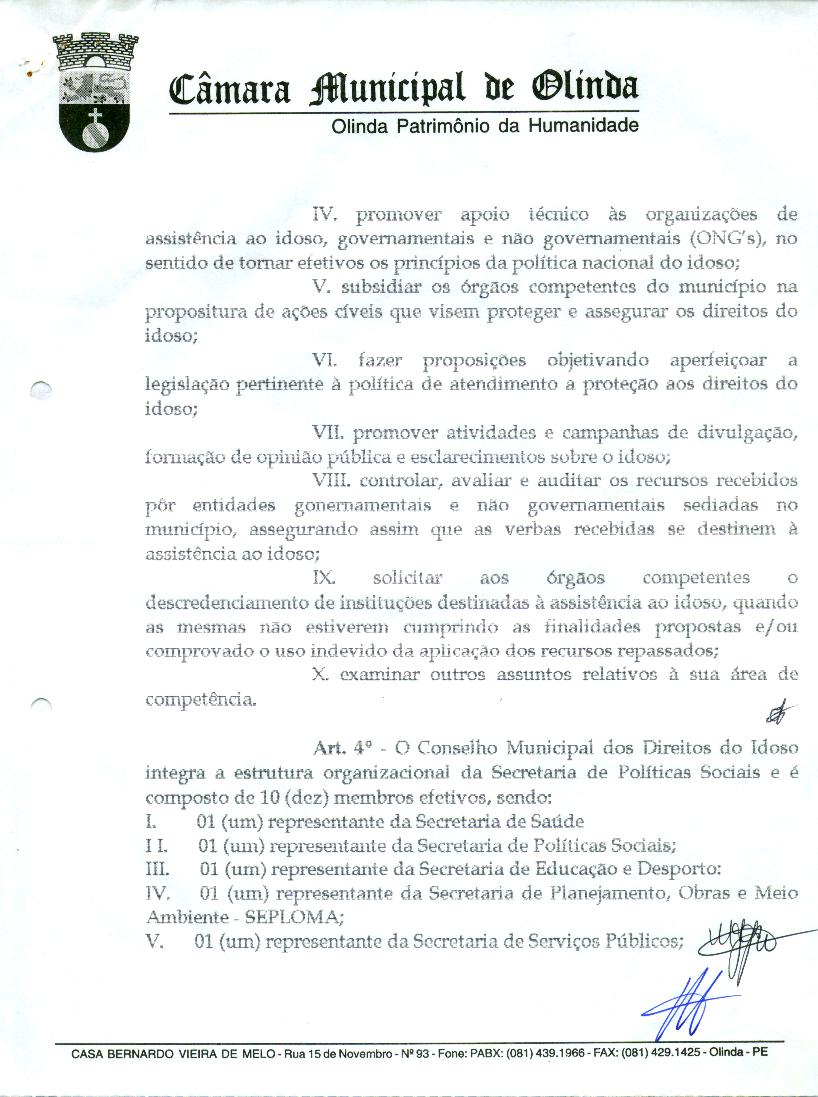 Câmara Municipal de Olinda
Olinda Patrimônio da Humanidade
IV. promover apoio técnico às organizações de
assistência ao idoso, governamentais e não governamentais (ONG's), no
sentido de tornar efetivos os princípios da política nacional do idoso;
V. subsidiar os órgãos competentes do município na
propositura de ações cíveis que visem proteger e assegurar os direitos do
idoso;
VI. fazer proposições objetivando aperfeiçoar a
legislação pertinente à política de atendimento a proteção aos direitos do
idoso;
VII. promover atividades e campanhas de divulgação,
formação de opinião pública e esclarecimentos sobre o idoso;
VIII. controlar, avaliar e auditar os recursos recebidos
pôr entidades gonernamentais e não governamentais sediadas no
município, assegurando assim que as verbas recebidas se destinem à
assistência ao idoso;
IX. solicitar aos órgãos competentes o
descredenciamento de instituções destinadas à assistência ao idoso, quando
as mesmas não estiverem cumprindo as finalidades propostas e/ou
comprovado o uso indevido da aplicação dos recursos repassados;
X. examinar outros assuntos relativos à sua área de
competência.
Art. 4º - O Conselho Municipal dos Direitos do Idoso
integra a estrutura organizacional da Secretaria de Políticas Sociais e é
composto de 10 (dez) membros efetivos, sendo:
I. 01 (um) representante da Secretaria de Saúde
I I. 01 (um) representante da Secretaria de Políticas Sociais;
III. 01 (um) representante da Secretaria de Educação e Desporto:
IV. 01 (um) representante da Secretaria de Planejamento, Obras e Meio
Ambiente - SEPLOMA;
V. 01 (um) representante da Secretaria de Serviços Públicos;
CASA BERNARDO VIEIRA DE MELO - Rua 15 de Novembro - Nº 93 - Fone: PABX: (081) 439.1966 - FAX: (081) 429.1425 - Olinda - PE